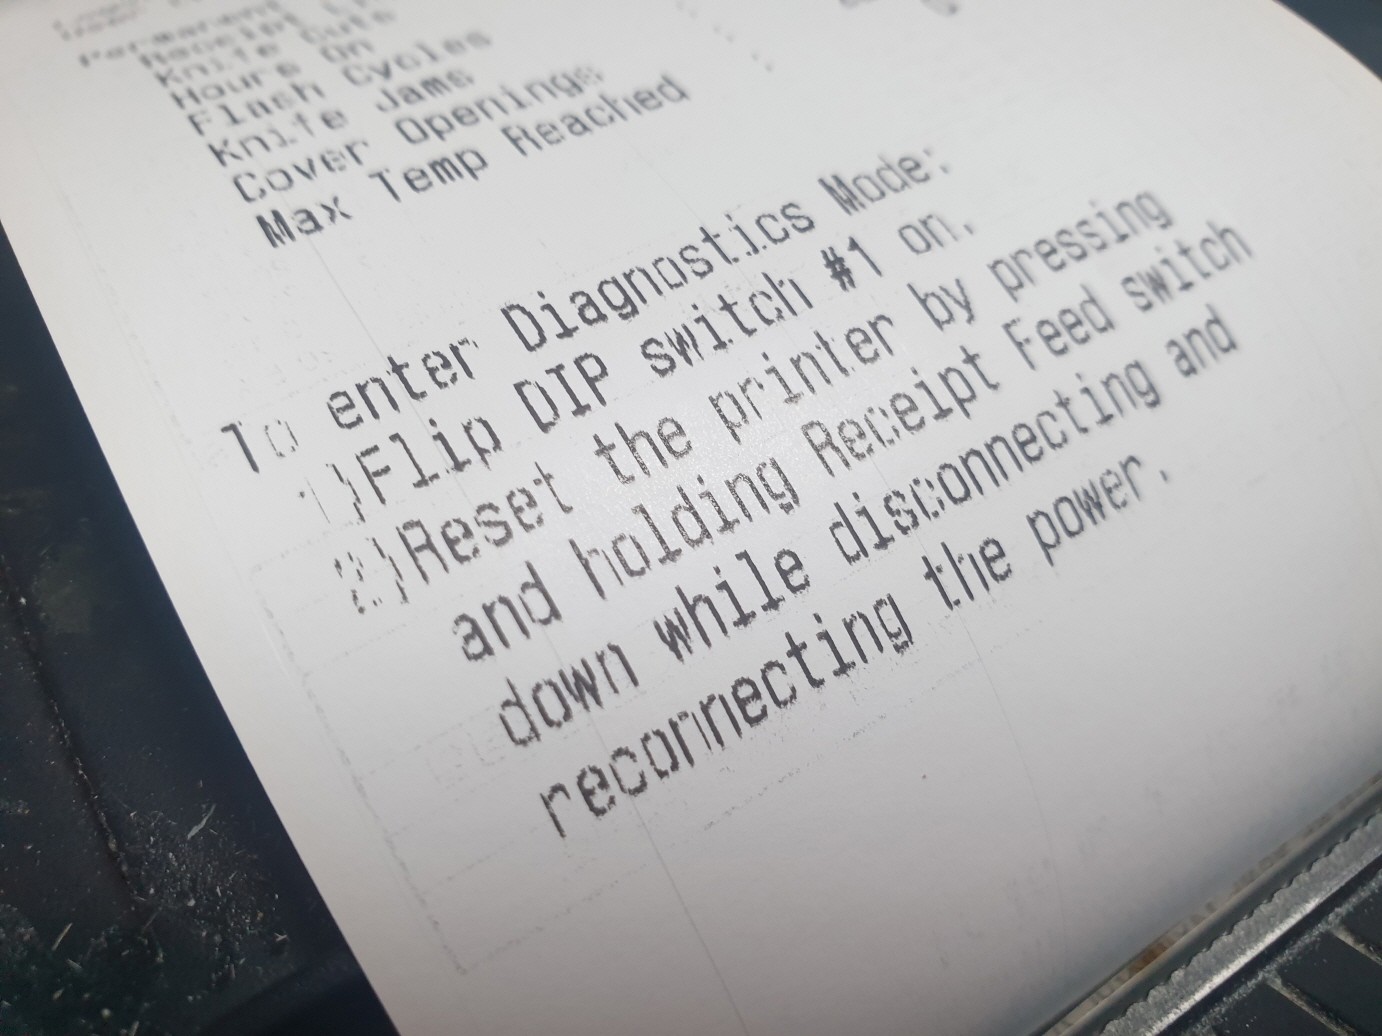 Knife Cuts
Hours On
Flash Cycles
Knife Jams
Cover Openings
Max Temp Reached
To enter Diagnostics Mode:
1)Flip DIP switch #1 on.
2)Reset the printer by pressing
and holding Receipt Feed switch
down while disconnecting and
reconnecting the power.